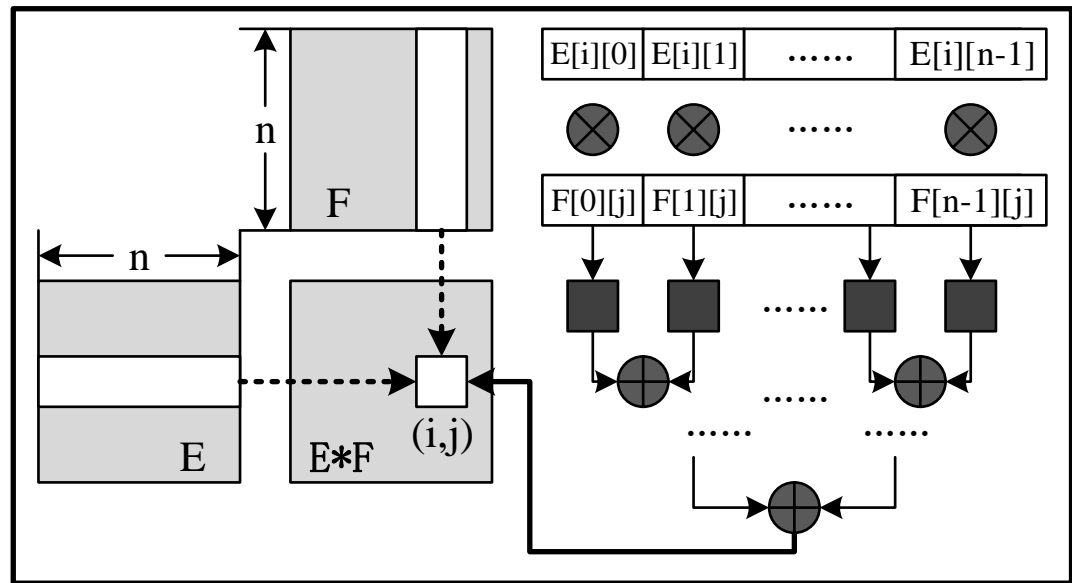 E[i][0] E[i][1] …… E[i][n-1]
n
……
F
F[0][j] F[1][j] …… F[n-1][j]
n
……
……
(i,j)
…… ……
E
E*F